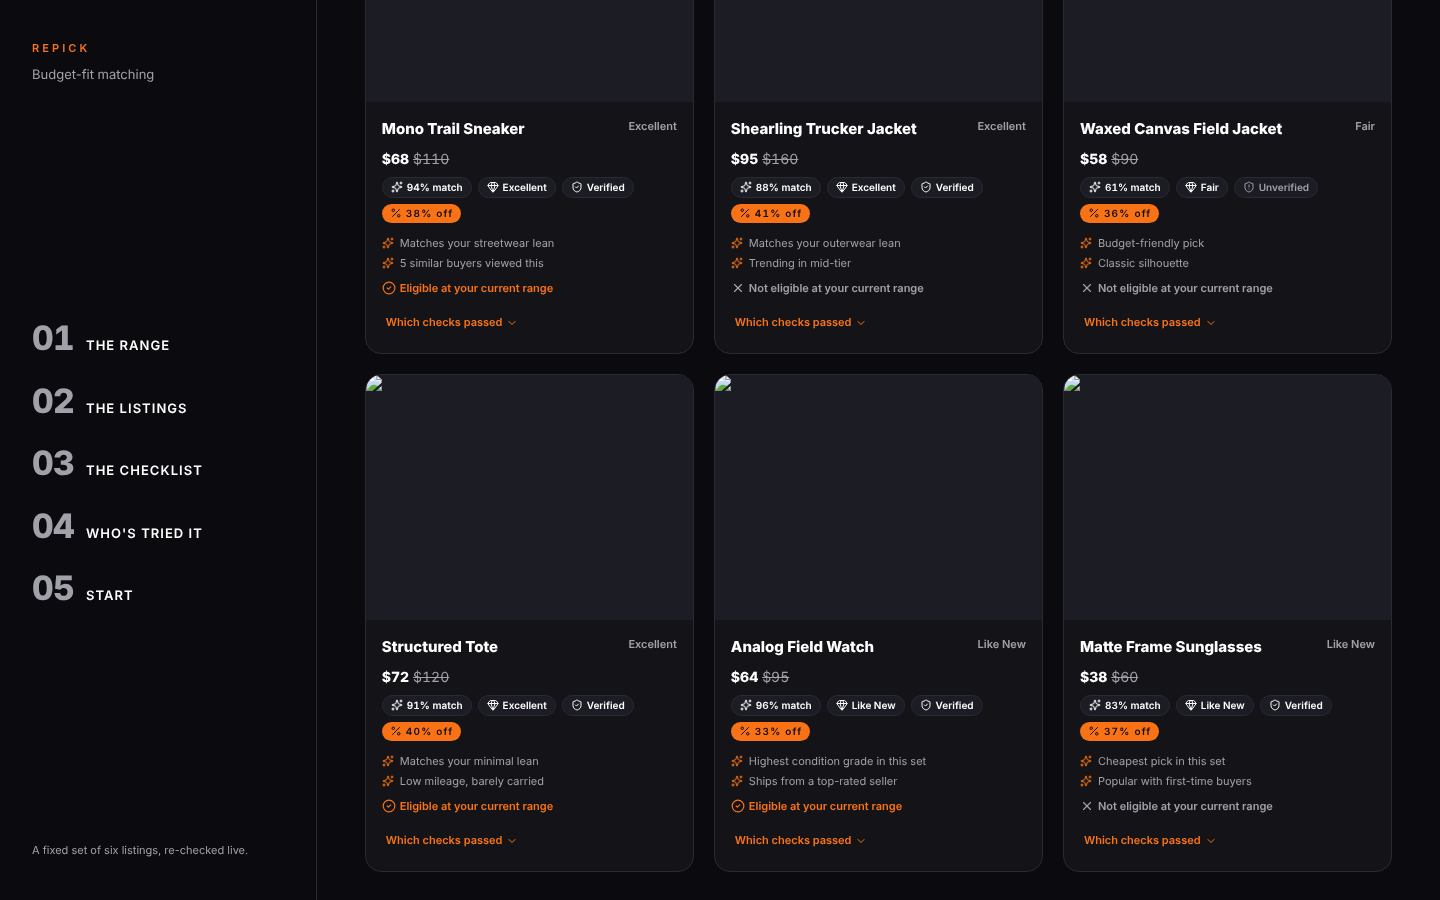 REPICK
Budget-fit matching
01 THE RANGE
02 THE LISTINGS
03 THE CHECKLIST
04 WHO'S TRIED IT
05 START
A fixed set of six listings, re-checked live.
Mono Trail Sneaker
Excellent
$68 $110
94% match
Excellent
Verified
38% off
Matches your streetwear lean
5 similar buyers viewed this
Eligible at your current range
Which checks passed
Shearling Trucker Jacket
Excellent
$95 $160
88% match
Excellent
Verified
41% off
Matches your outerwear lean
Trending in mid-tier
Not eligible at your current range
Which checks passed
Waxed Canvas Field Jacket
Fair
$58 $90
61% match
Fair
Unverified
36% off
Budget-friendly pick
Classic silhouette
Not eligible at your current range
Which checks passed
Structured Tote
Excellent
$72 $120
91% match
Excellent
Verified
40% off
Matches your minimal lean
Low mileage, barely carried
Eligible at your current range
Which checks passed
Analog Field Watch
Like New
$64 $95
96% match
Like New
Verified
33% off
Highest condition grade in this set
Ships from a top-rated seller
Eligible at your current range
Which checks passed
Matte Frame Sunglasses
Like New
$38 $60
83% match
Like New
Verified
37% off
Cheapest pick in this set
Popular with first-time buyers
Not eligible at your current range
Which checks passed